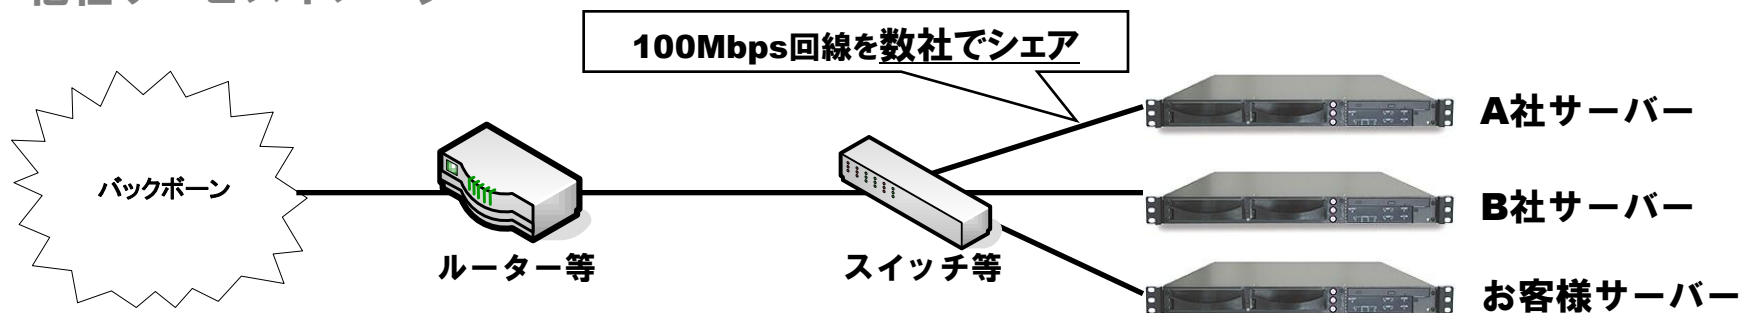 100Mbps回線を数社でシェア
A社サーバー
バックボーン
B社サーバー
ルーター等
スイッチ等
お客様サーバー